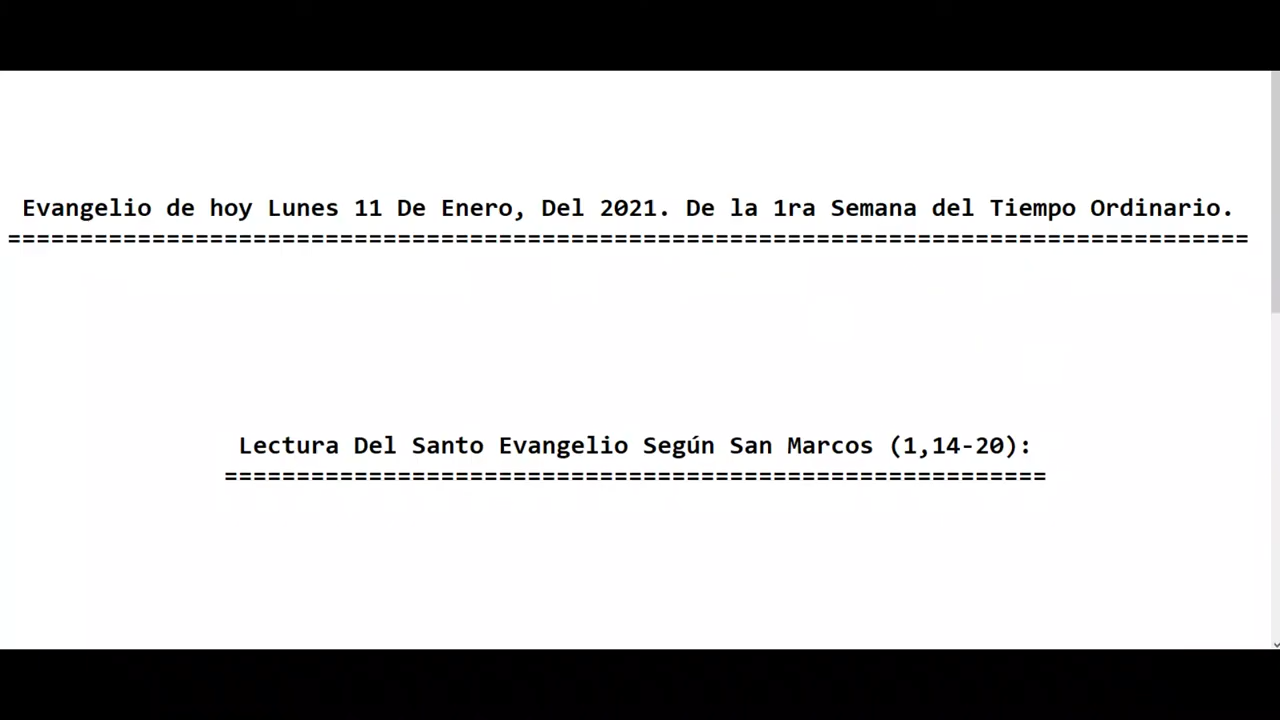 Evangelio de hoy Lunes 11 De Enero, Del 2021. De la 1ra Semana del Tiempo Ordinario.
======================================================================================
Lectura Del Santo Evangelio Según San Marcos (1,14-20):
=========================================================